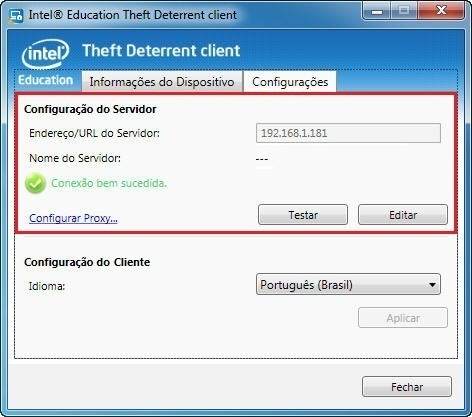 Intel® Education Theft Deterrent client
intel
Theft Deterrent client
Education
Informações do Dispositivo
Configurações
Configuração do Servidor
Endereço/URL do Servidor:
192.168.1.181
Nome do Servidor:
---
Conexão bem sucedida.
Configurar Proxy...
Testar
Editar
Configuração do Cliente
Idioma:
Português (Brasil)
Aplicar
Fechar